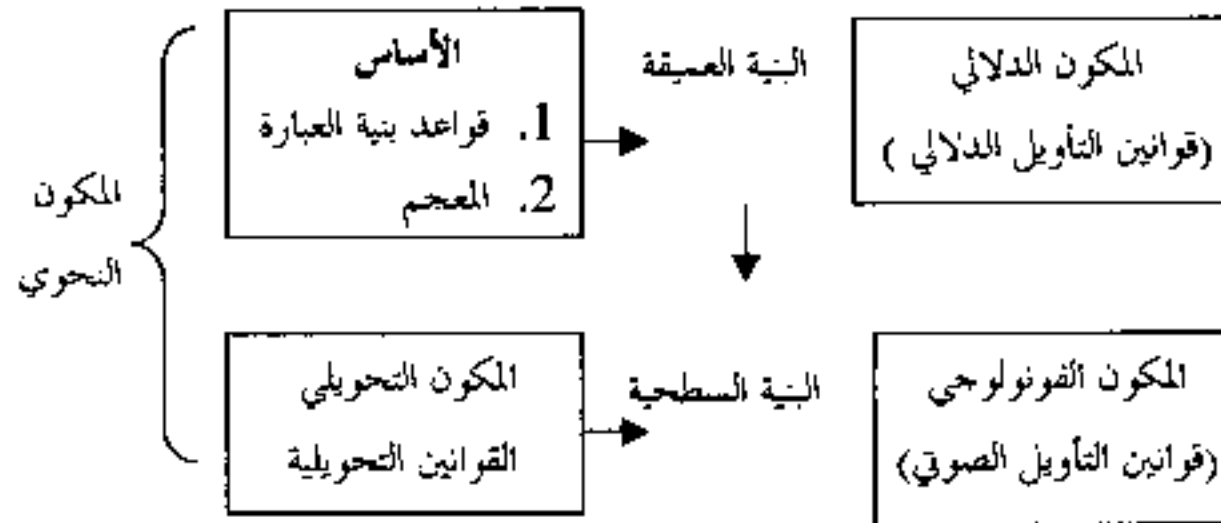 الأساس
1. قواعد بنية العبارة
2. المعجم
البنية العميقة
المكون الدلالي
(قوانين التأويل الدلالي )
المكون
النحوي
المكون التحويلي
القوانين التحويلية
البنية السطحية
المكون الفونولوجي
(قوانين التأويل الصوتي)